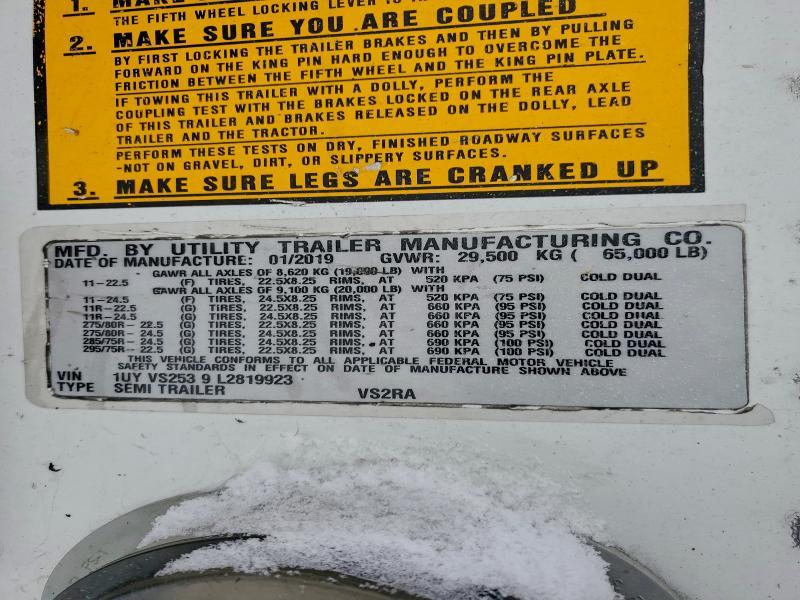 1. MAKE
THE FIFTH WHEEL LOCKING LEVER
2. MAKE SURE YOU ARE COUPLED
BY FIRST LOCKING THE TRAILER BRAKES AND THEN BY PULLING
FORWARD ON THE KING PIN HARD ENOUGH TO OVERCOME THE
FRICTION BETWEEN THE FIFTH WHEEL AND THE KING PIN PLATE.
IF TOWING THIS TRAILER WITH A DOLLY, PERFORM THE
COUPLING TEST WITH THE BRAKES LOCKED ON THE REAR AXLE
OF THIS TRAILER AND BRAKES RELEASED ON THE DOLLY, LEAD
TRAILER AND THE TRACTOR.
PERFORM THESE TESTS ON DRY, FINISHED ROADWAY SURFACES
-NOT ON GRAVEL, DIRT, OR SLIPPERY SURFACES.
3. MAKE SURE LEGS ARE CRANKED UP
MFD. BY UTILITY TRAILER MANUFACTURING CO.
DATE OF MANUFACTURE: 01/2019 GVWR: 29,500 KG ( 65,000 LB)
GAWR ALL AXLES OF 8,620 KG (19,000 LB) WITH
11-22.5 (F) TIRES, 22.5X8.25 RIMS, AT 520 KPA (75 PSI) COLD DUAL
GAWR ALL AXLES OF 9,100 KG (20,000 LB) WITH
11-24.5 (F) TIRES, 24.5X8.25 RIMS, AT 520 KPA (75 PSI) COLD DUAL
11R-22.5 (G) TIRES, 22.5X8.25 RIMS, AT 660 KPA (95 PSI) COLD DUAL
11R-24.5 (G) TIRES, 24.5X8.25 RIMS, AT 660 KPA (95 PSI) COLD DUAL
275/80R-22.5 (G) TIRES, 22.5X8.25 RIMS, AT 660 KPA (95 PSI) COLD DUAL
275/80R-24.5 (G) TIRES, 24.5X8.25 RIMS, AT 660 KPA (95 PSI) COLD DUAL
285/75R-24.5 (G) TIRES, 24.5X8.25 RIMS, AT 690 KPA (100 PSI) COLD DUAL
295/75R-22.5 (G) TIRES, 22.5X8.25 RIMS, AT 690 KPA (100 PSI) COLD DUAL
THIS VEHICLE CONFORMS TO ALL APPLICABLE FEDERAL MOTOR VEHICLE
SAFETY STANDARDS IN EFFECT ON DATE OF MANUFACTURE SHOWN ABOVE
VIN 1UY VS253 9 L2819923
TYPE SEMI TRAILER VS2RA